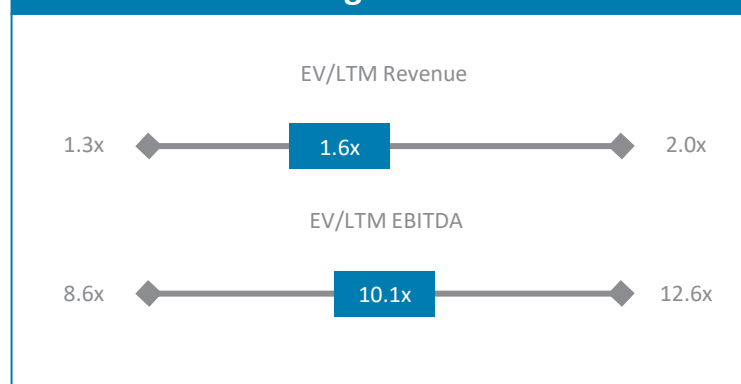 EV/LTM Revenue
1.3x 1.6x 2.0x
EV/LTM EBITDA
8.6x 10.1x 12.6x